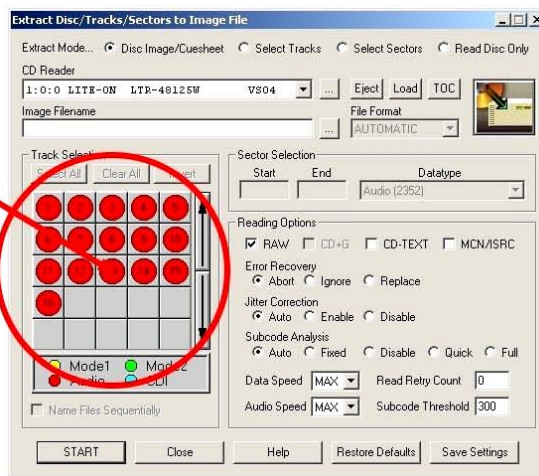 Extract Disc/Tracks/Sectors to Image File
Extract Mode... Disc Image/Cuesheet Select Tracks Select Sectors Read Disc Only
CD Reader
1:0:0 LITE-ON LTR-48125W VS04 ... Eject Load TOC
Image Filename File Format
... AUTOMATIC
Track Selection Sector Selection
Select All Clear All Invert Start End Datatype
Audio (2352)
1 2 3 4 5
6 7 8 9 10
11 12 13 14 15
16
Reading Options
RAW CD+G CD-TEXT MCN/ISRC
Error Recovery
Abort Ignore Replace
Jitter Correction
Auto Enable Disable
Subcode Analysis
Auto Fixed Disable Quick Full
Mode1 Mode2
Audio CDI
Data Speed MAX Read Retry Count 0
Name Files Sequentially
Audio Speed MAX Subcode Threshold 300
START Close Help Restore Defaults Save Settings